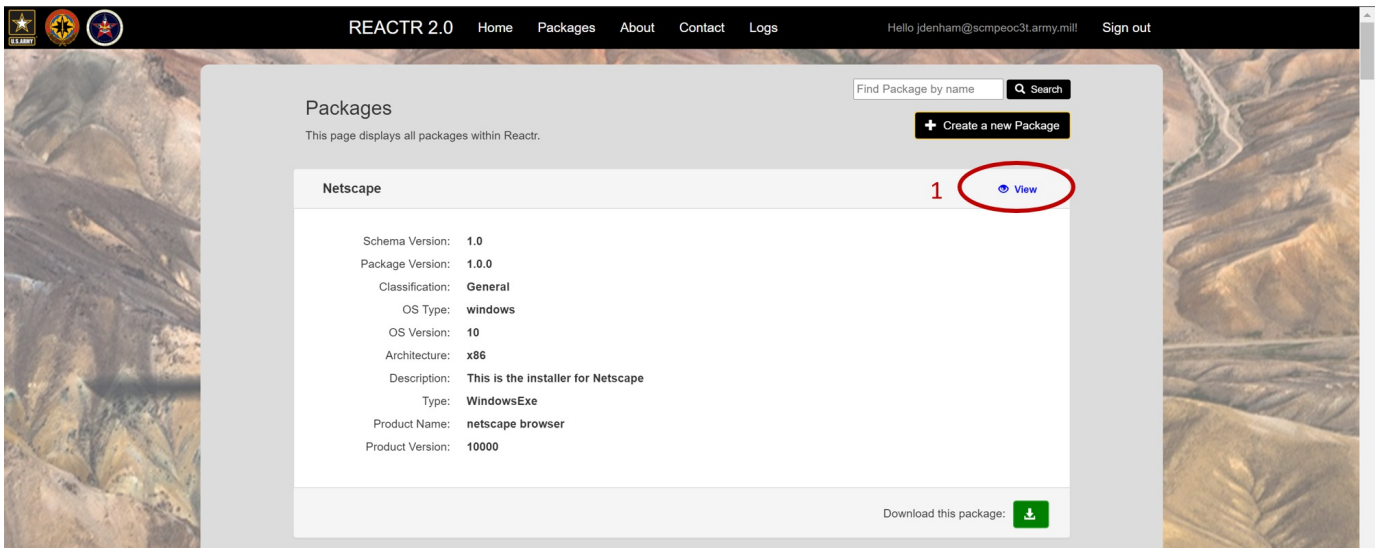 U.S.ARMY
REACTR 2.0 Home Packages About Contact Logs Hello jdenham@scmpeoc3t.army.mil! Sign out
Find Package by name Search
Packages
Create a new Package
This page displays all packages within Reactr.
Netscape 1 View
Schema Version: 1.0
Package Version: 1.0.0
Classification: General
OS Type: windows
OS Version: 10
Architecture: x86
Description: This is the installer for Netscape
Type: WindowsExe
Product Name: netscape browser
Product Version: 10000
Download this package: